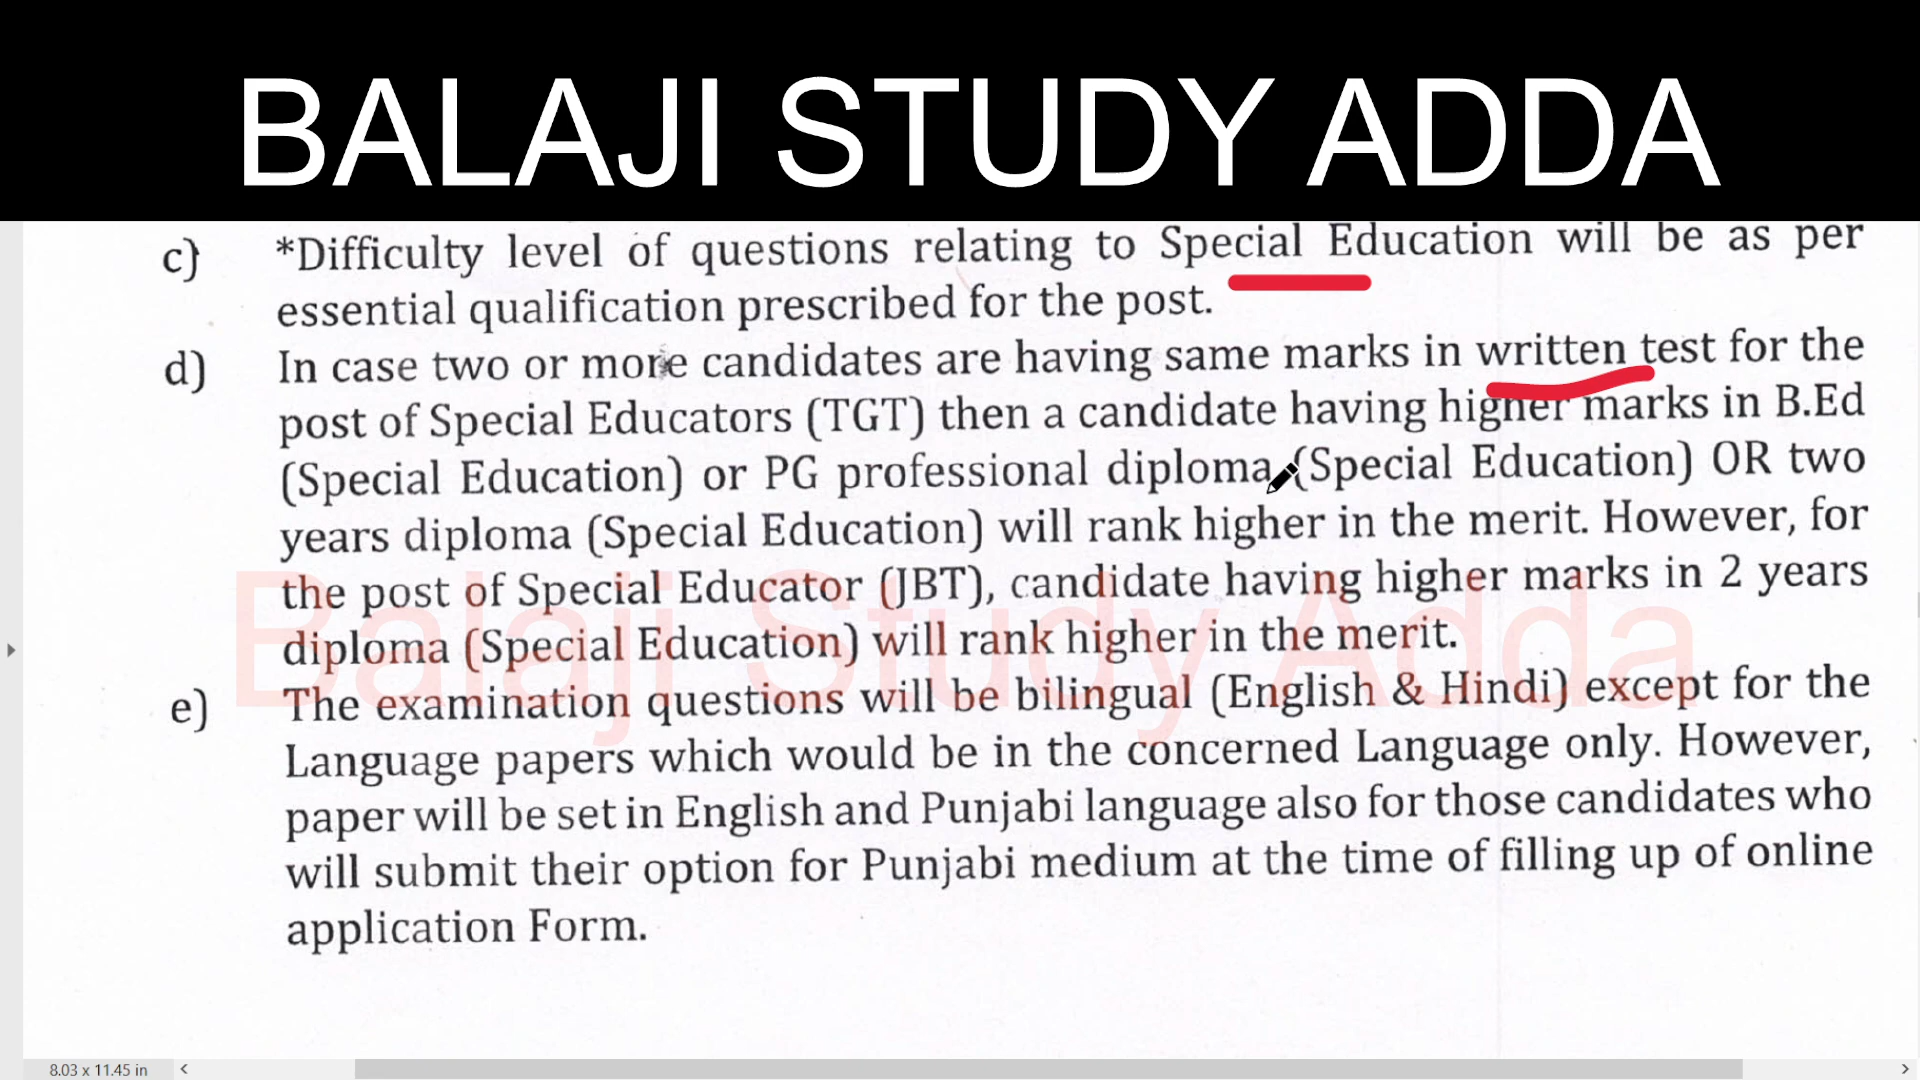 BALAJI STUDY ADDA
c) *Difficulty level of questions relating to Special Education will be as per
essential qualification prescribed for the post.
d) In case two or more candidates are having same marks in written test for the
post of Special Educators (TGT) then a candidate having higher marks in B.Ed
(Special Education) or PG professional diploma (Special Education) OR two
years diploma (Special Education) will rank higher in the merit. However, for
the post of Special Educator (JBT), candidate having higher marks in 2 years
diploma (Special Education) will rank higher in the merit.
Balaji Study Adda
e) The examination questions will be bilingual (English & Hindi) except for the
Language papers which would be in the concerned Language only. However,
paper will be set in English and Punjabi language also for those candidates who
will submit their option for Punjabi medium at the time of filling up of online
application Form.
8.03 x 11.45 in